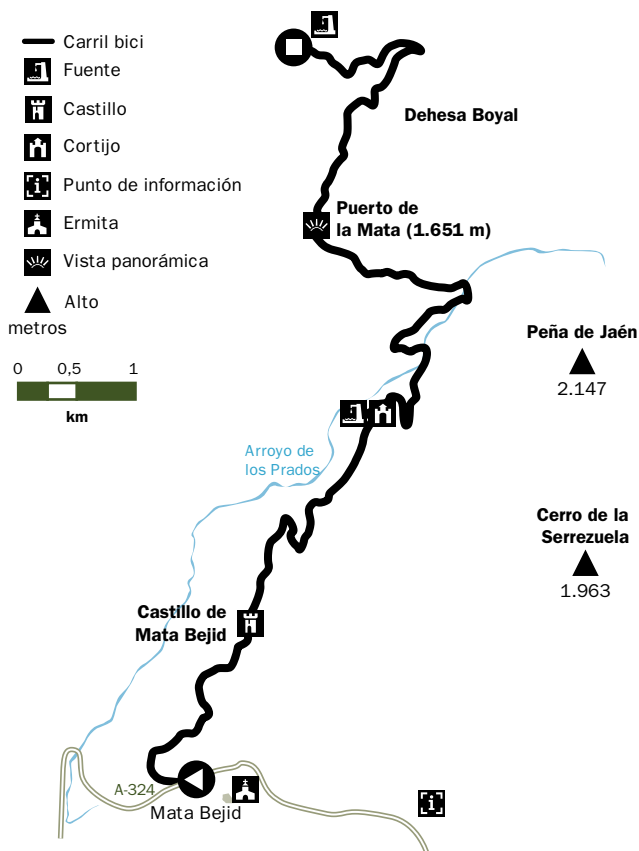 Carril bici
Fuente
Castillo
Cortijo
Punto de información
Ermita
Vista panorámica
Alto
metros
0 0,5 1
km
Dehesa Boyal
Puerto de
la Mata (1.651 m)
Peña de Jaén
2.147
Arroyo de
los Prados
Cerro de la
Serrezuela
1.963
Castillo de
Mata Bejid
A-324
Mata Bejid